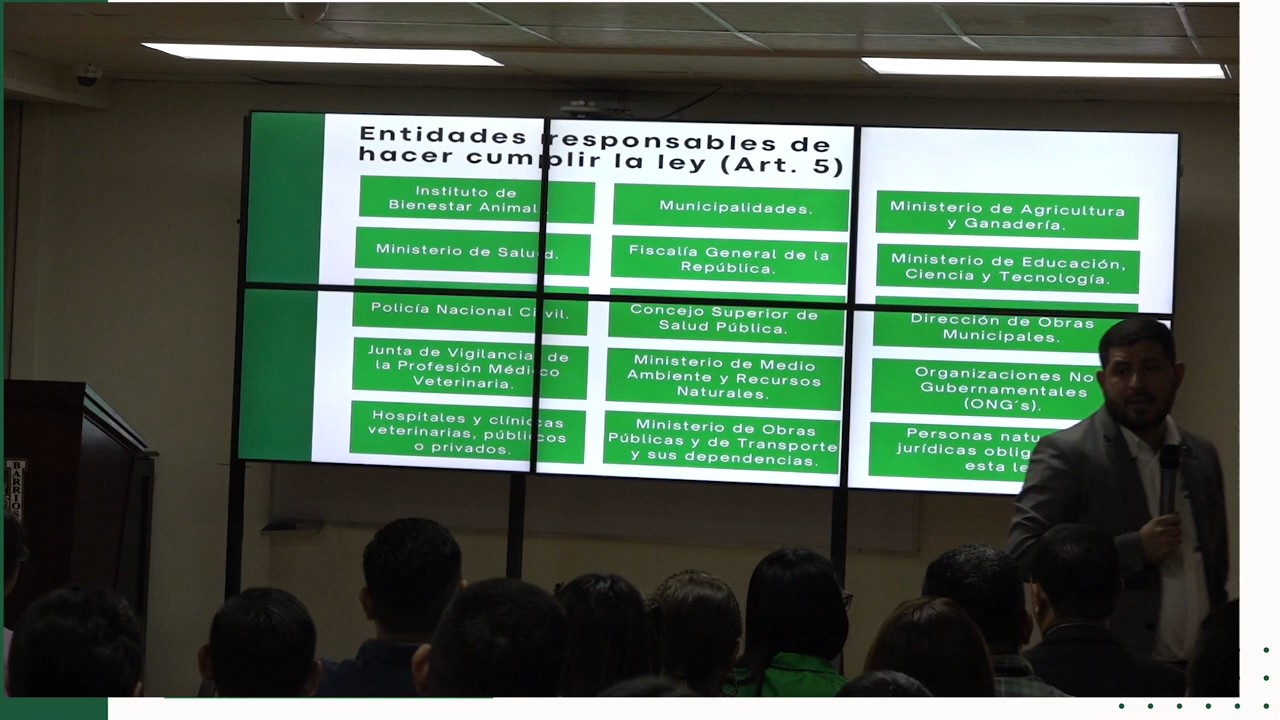 Entidades responsables de
hacer cumplir la ley (Art. 5)
Instituto de
Bienestar Animal.
Municipalidades.
Ministerio de Agricultura
y Ganadería.
Ministerio de Salud.
Fiscalía General de la
República.
Ministerio de Educación,
Ciencia y Tecnología.
Policía Nacional Civil.
Concejo Superior de
Salud Pública.
Dirección de Obras
Municipales.
Junta de Vigilancia de
la Profesión Médico
Veterinaria.
Ministerio de Medio
Ambiente y Recursos
Naturales.
Organizaciones No
Gubernamentales
(ONG´s).
Hospitales y clínicas
veterinarias, públicos
o privados.
Ministerio de Obras
Públicas y de Transporte
y sus dependencias.
Personas
esta
BARRIOS